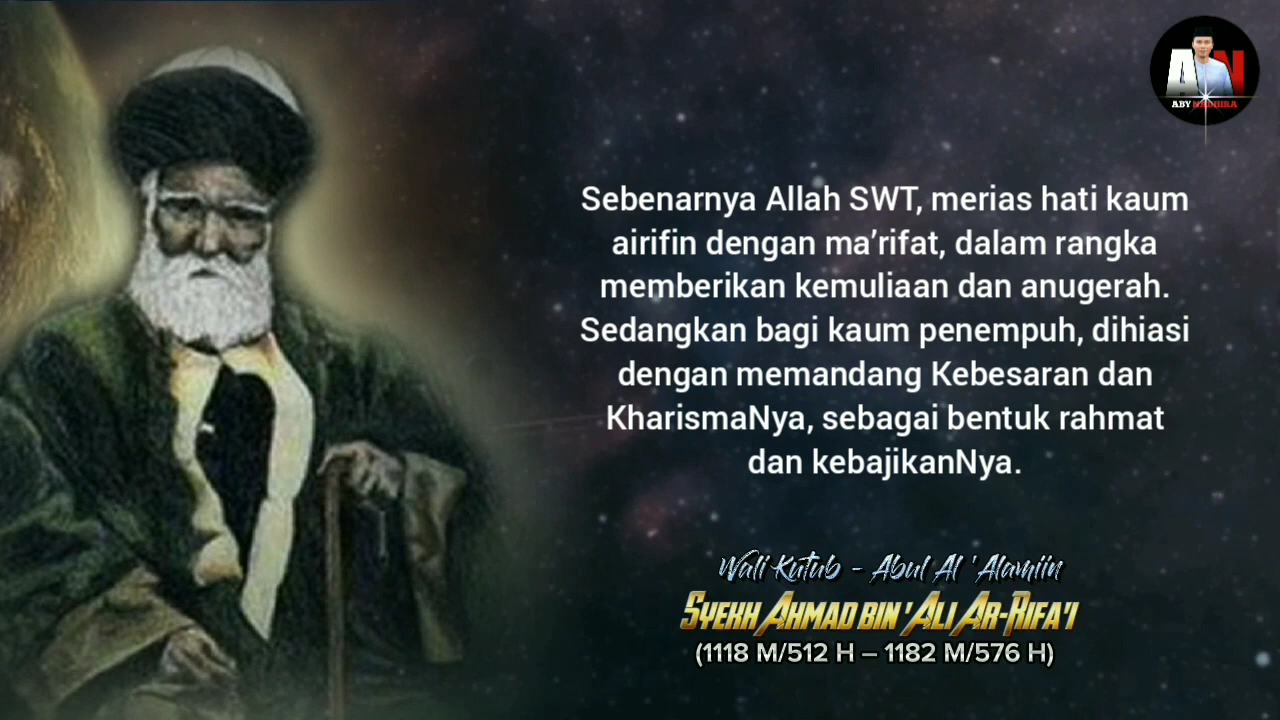 ABY NADHIRA
Sebenarnya Allah SWT, merias hati kaum
airifin dengan ma’rifat, dalam rangka
memberikan kemuliaan dan anugerah.
Sedangkan bagi kaum penempuh, dihiasi
dengan memandang Kebesaran dan
KharismaNya, sebagai bentuk rahmat
dan kebajikanNya.
Wali Kutub - Abul Al 'Alamiin
Syekh Ahmad bin 'Ali Ar-Rifa'i
(1118 M/512 H – 1182 M/576 H)